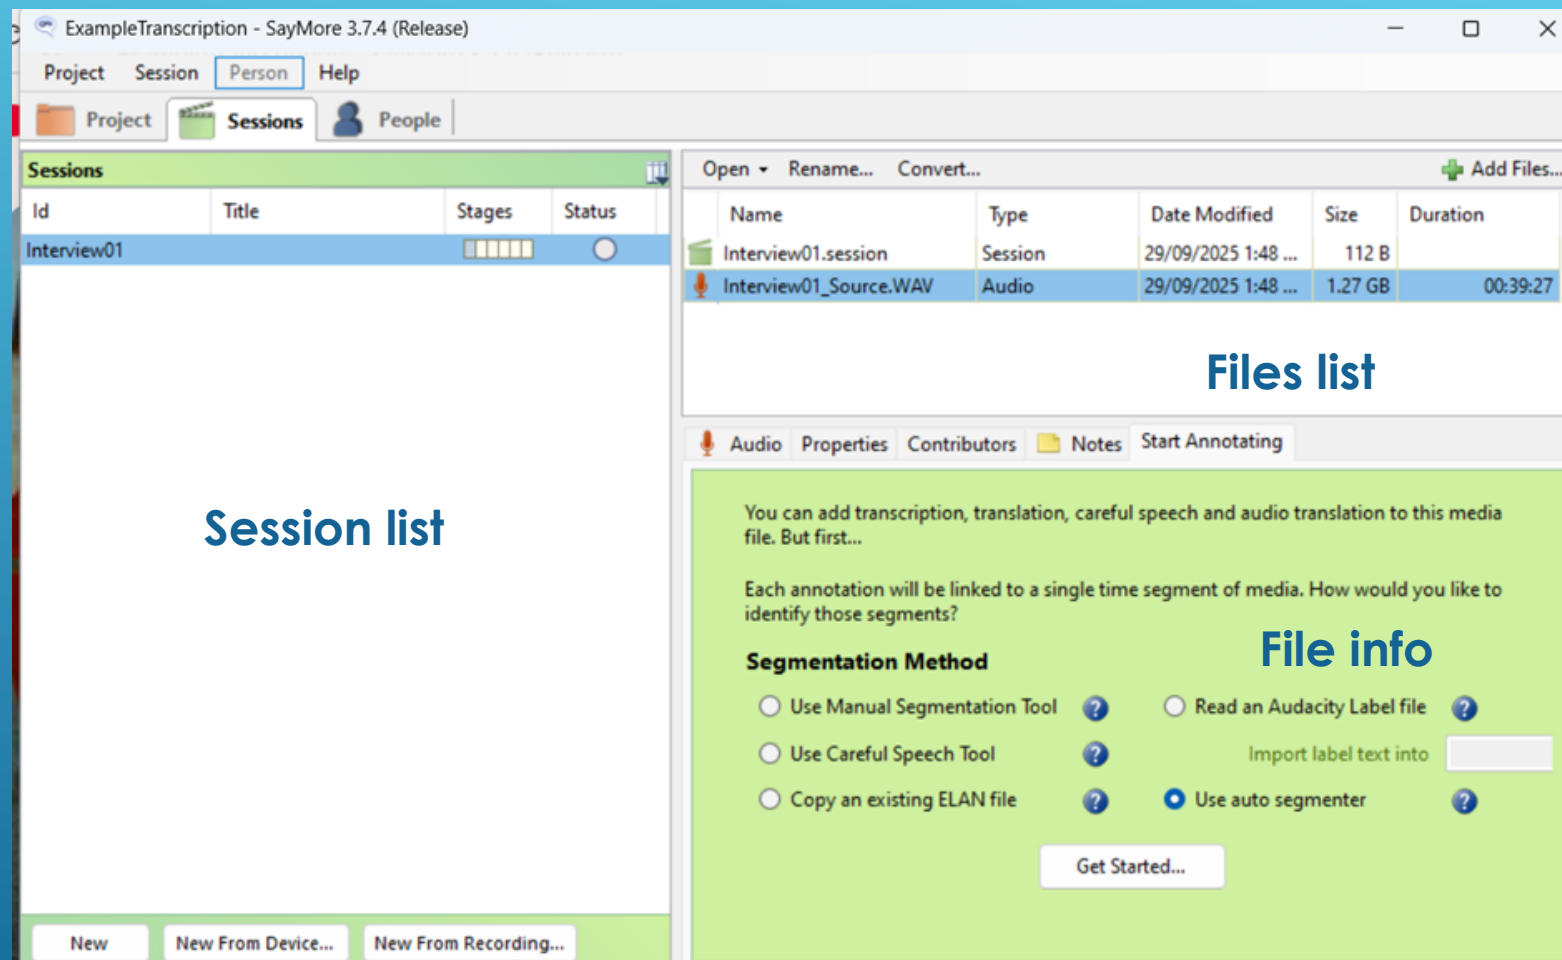 ExampleTranscription - SayMore 3.7.4 (Release)
Project Session Person Help
Project Sessions People
Sessions
Id Title Stages Status
Interview01
New New From Device... New From Recording...
Session list
Open Rename... Convert... Add Files...
Name Type Date Modified Size Duration
Interview01.session Session 29/09/2025 1:48 ... 112 B
Interview01_Source.WAV Audio 29/09/2025 1:48 ... 1.27 GB 00:39:27
Files list
Audio Properties Contributors Notes Start Annotating
You can add transcription, translation, careful speech and audio translation to this media
file. But first...
Each annotation will be linked to a single time segment of media. How would you like to
identify those segments?
File info
Segmentation Method
Use Manual Segmentation Tool ? Read an Audacity Label file ?
Use Careful Speech Tool ? Import label text into
Copy an existing ELAN file ? Use auto segmenter ?
Get Started...